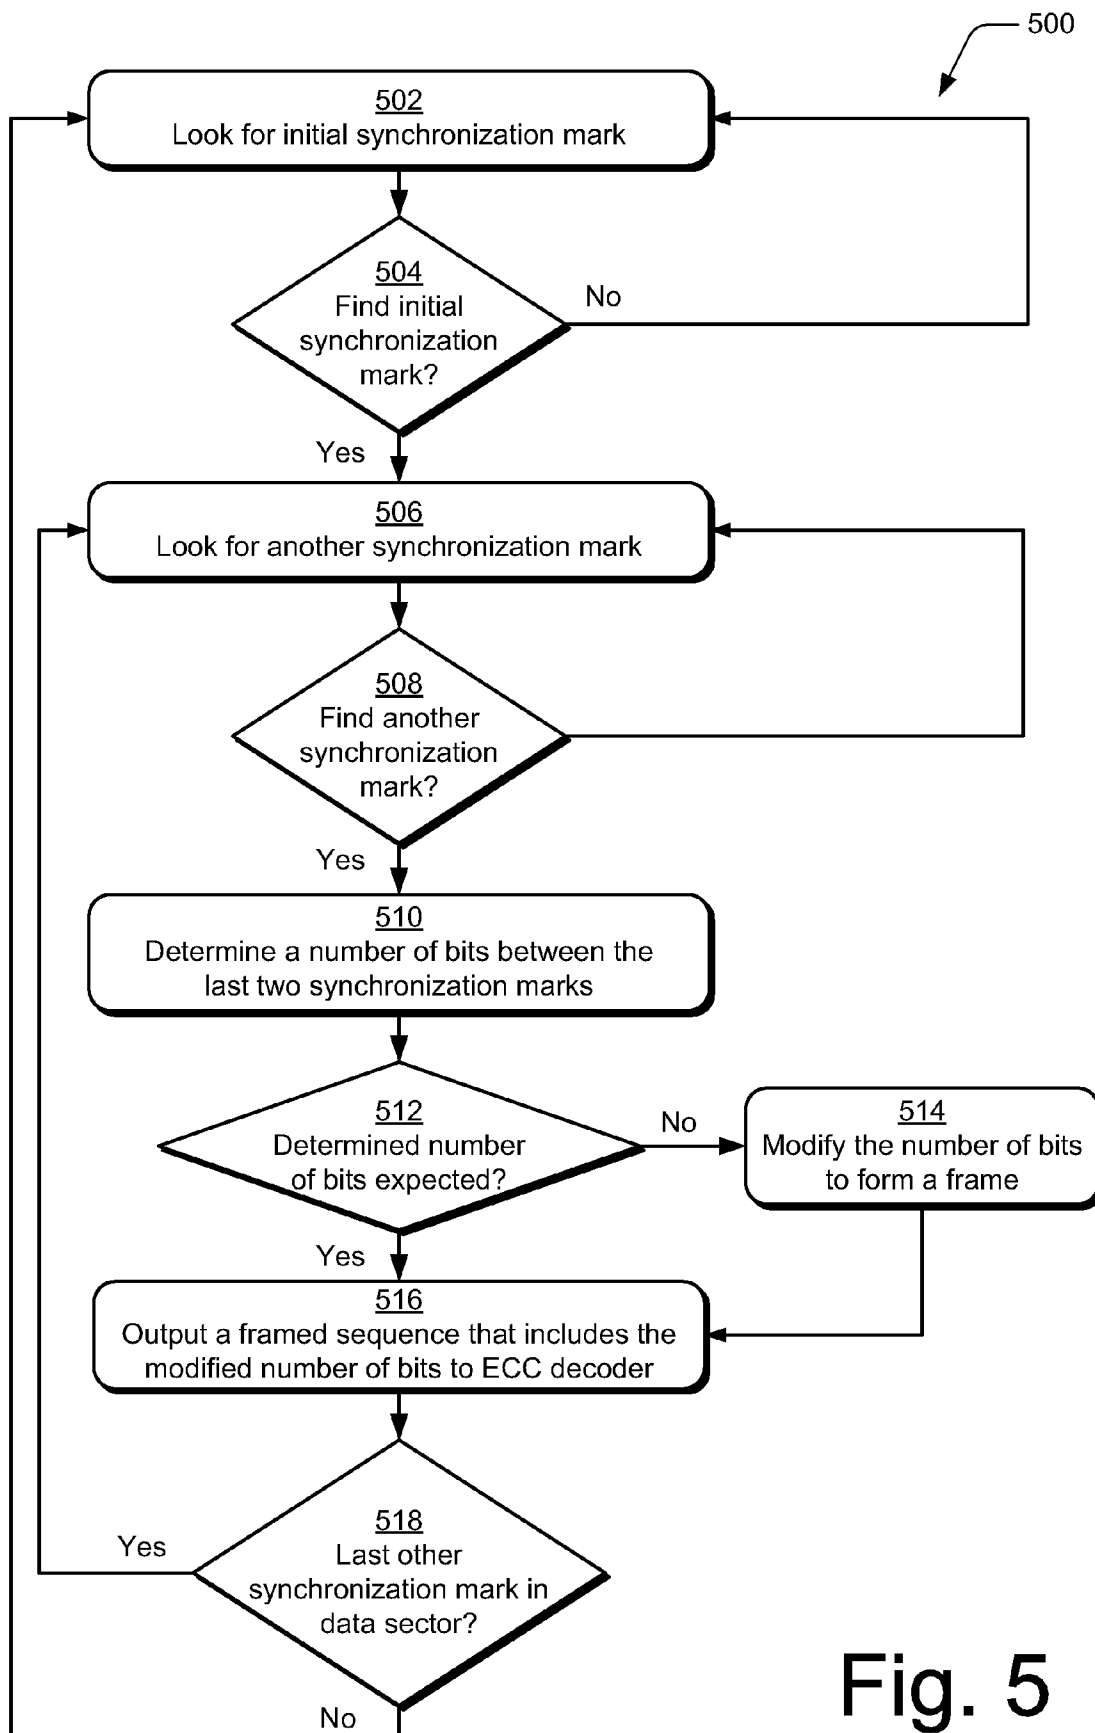 500
502
Look for initial synchronization mark
504
Find initial
synchronization
mark?
No
Yes
506
Look for another synchronization mark
508
Find another
synchronization
mark?
Yes
510
Determine a number of bits between the
last two synchronization marks
512
Determined number
of bits expected?
No
514
Modify the number of bits
to form a frame
Yes
516
Output a framed sequence that includes the
modified number of bits to ECC decoder
518
Last other
synchronization mark in
data sector?
Yes
No
Fig. 5